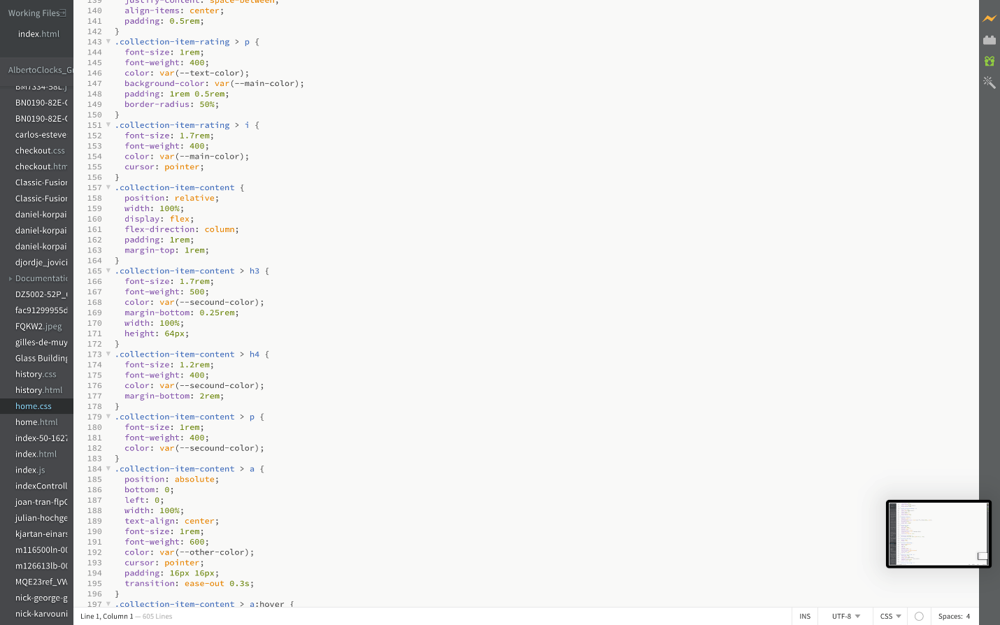 Working Files
index.html
AlbertoClocks_Gr
BM7334-58L.j
BN0190-82E-
BN0190-82E-
carlos-esteve
checkout.css
checkout.htm
Classic-Fusion
Classic-Fusion
daniel-korpai
daniel-korpai
daniel-korpai
djordje_jovici
Documentatic
DZ5002-52P_
fac91299955d
FQKW2.jpeg
gilles-de-muy
Glass Building
history.css
history.html
home.css
home.html
index-50-1627
index.html
index.js
indexControll
joan-tran-flp
julian-hochge
kjartan-einars
m116500ln-00
m126613lb-00
MQE23ref_VW
nick-george-g
nick-karvouni
139 justify-content: space-between;
140 align-items: center;
141 padding: 0.5rem;
142 }
143 .collection-item-rating > p {
144 font-size: 1rem;
145 font-weight: 400;
146 color: var(--text-color);
147 background-color: var(--main-color);
148 padding: 1rem 0.5rem;
149 border-radius: 50%;
150 }
151 .collection-item-rating > i {
152 font-size: 1.7rem;
153 font-weight: 400;
154 color: var(--main-color);
155 cursor: pointer;
156 }
157 .collection-item-content {
158 position: relative;
159 width: 100%;
160 display: flex;
161 flex-direction: column;
162 padding: 1rem;
163 margin-top: 1rem;
164 }
165 .collection-item-content > h3 {
166 font-size: 1.7rem;
167 font-weight: 500;
168 color: var(--secound-color);
169 margin-bottom: 0.25rem;
170 width: 100%;
171 height: 64px;
172 }
173 .collection-item-content > h4 {
174 font-size: 1.2rem;
175 font-weight: 400;
176 color: var(--secound-color);
177 margin-bottom: 2rem;
178 }
179 .collection-item-content > p {
180 font-size: 1rem;
181 font-weight: 400;
182 color: var(--secound-color);
183 }
184 .collection-item-content > a {
185 position: absolute;
186 bottom: 0;
187 left: 0;
188 width: 100%;
189 text-align: center;
190 font-size: 1rem;
191 font-weight: 600;
192 color: var(--other-color);
193 cursor: pointer;
194 padding: 16px 16px;
195 transition: ease-out 0.3s;
196 }
197 .collection-item-content > a:hover {
Line 1, Column 1 — 605 Lines
INS
UTF-8
CSS
Spaces: 4